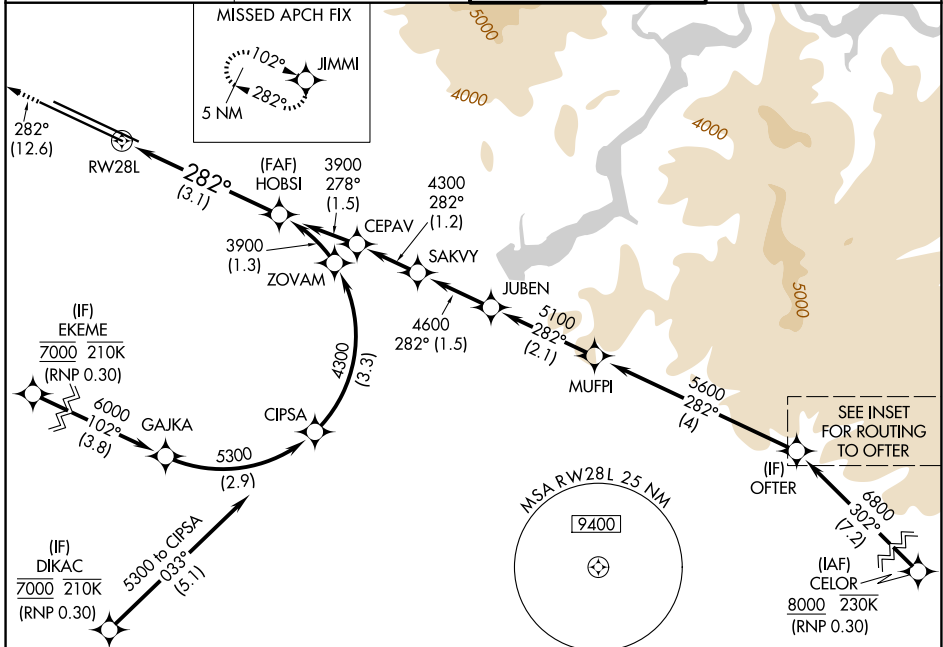 MISSED APCH FIX
102°
JIMMI
282°
5 NM
5000
4000
4000
5000
282°
(12.6)
RW28L
282°
(3.1)
(FAF)
HOBSI
3900
278°
(1.5)
4300
282°
(1.2)
CEPAV
3900
(1.3)
ZOVAM
SAKVY
JUBEN
4600
282° (1.5)
5100
282°
(2.1)
MUFPI
5600
282°
(4)
SEE INSET
FOR ROUTING
TO OFTER
(IF)
OFTER
6800
302°
(7.2)
(IAF)
CELOR
8000 230K
(RNP 0.30)
(IF)
EKEME
7000 210K
(RNP 0.30)
6000
102°
(3.8)
GAJKA
5300
(2.9)
CIPSA
4300
(3.3)
(IF)
DIKAC
7000 210K
(RNP 0.30)
5300 to CIPSA
033°
(5.1)
MSA RW28L 25 NM
9400